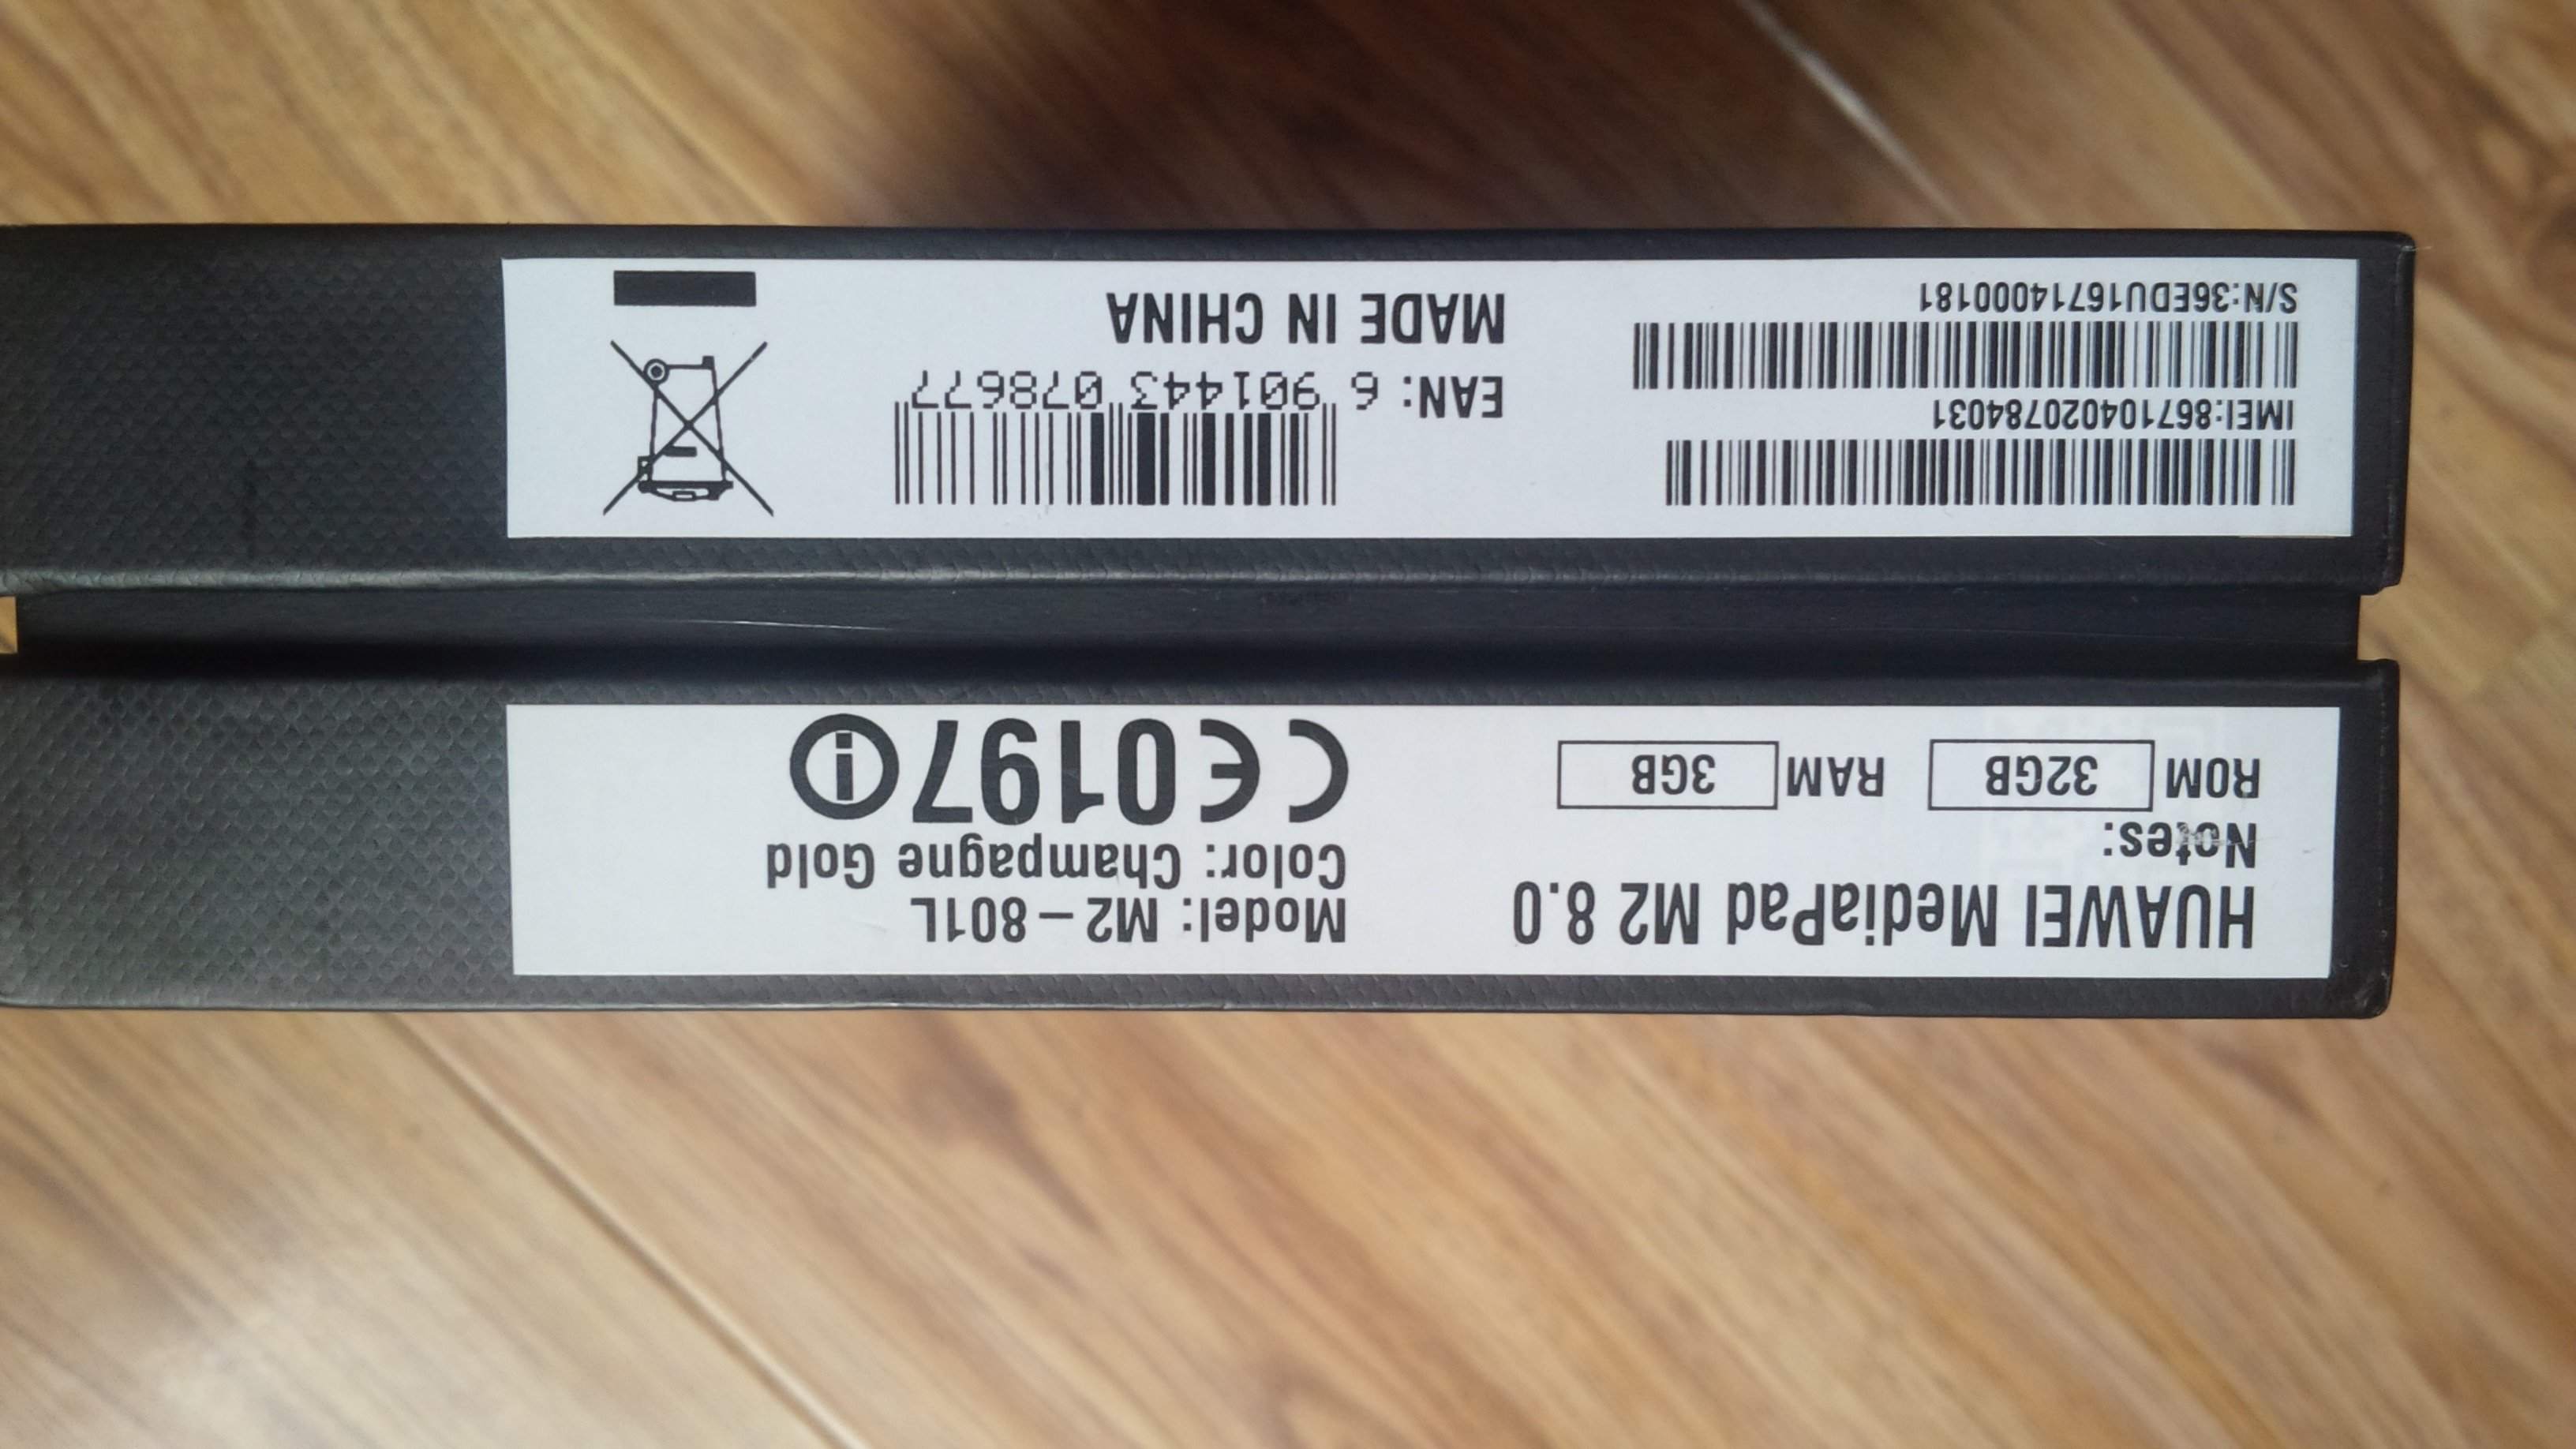 HUAWEI MediaPad M2 8.0
Notes:
ROM 32GB RAM 3GB
Model: M2-801L
Color: Champagne Gold
CE0197
IMEI:867104020784031
S/N:36EDU16714000181
EAN: 6 901443 078677
MADE IN CHINA